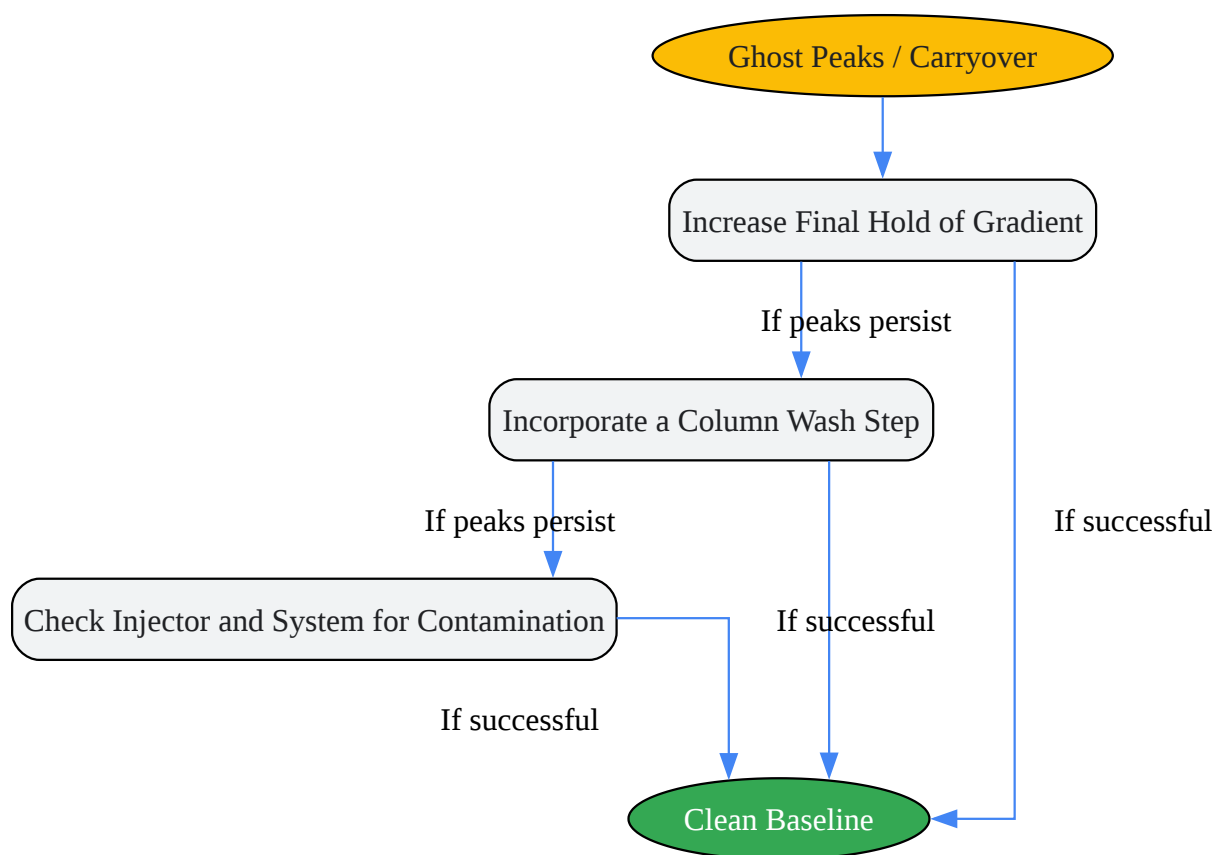 Ghost Peaks / Carryover
Increase Final Hold of Gradient
If peaks persist
Incorporate a Column Wash Step
If peaks persist
If successful
Check Injector and System for Contamination
If successful
If successful
Clean Baseline